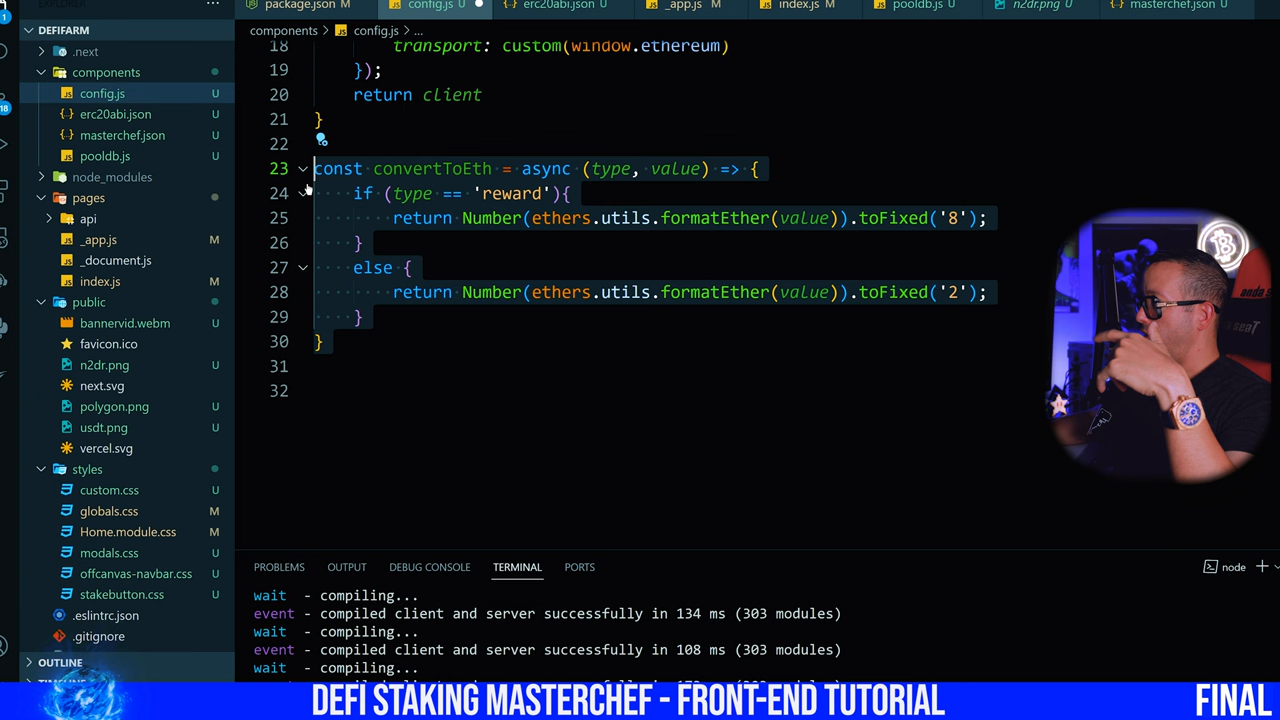 EXPLORER
...
package.json M
config.js U
erc20abi.json U
_app.js M
index.js M
pooldb.js U
n2dr.png U
masterchef.json U
components > config.js > ...
DEFIFARM
.next
components
config.js U
erc20abi.json U
masterchef.json U
pooldb.js U
node_modules
pages
api
_app.js M
_document.js
index.js M
public
bannervid.webm U
favicon.ico
n2dr.png U
next.svg
polygon.png U
usdt.png U
vercel.svg
styles
custom.css U
globals.css M
Home.module.css M
modals.css U
offcanvas-navbar.css U
stakebutton.css U
.eslintrc.json
.gitignore
OUTLINE
18
18 transport: custom(window.ethereum)
19 });
20 return client
21 }
22
23 const convertToEth = async (type, value) => {
24 if (type == 'reward'){
25 return Number(ethers.utils.formatEther(value)).toFixed('8');
26 }
27 else {
28 return Number(ethers.utils.formatEther(value)).toFixed('2');
29 }
30 }
31
32
PROBLEMS OUTPUT DEBUG CONSOLE TERMINAL PORTS
node
wait - compiling...
event - compiled client and server successfully in 134 ms (303 modules)
wait - compiling...
event - compiled client and server successfully in 108 ms (303 modules)
wait - compiling...
DEFI STAKING MASTERCHEF - FRONT-END TUTORIAL
FINAL